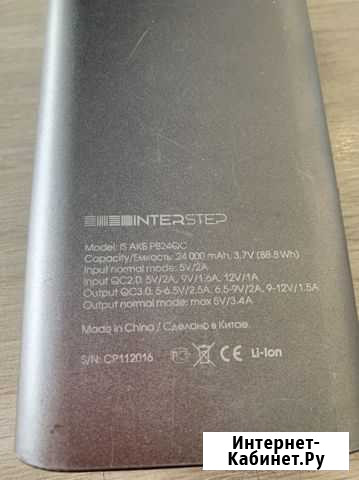 INTERSTEP
Model: IS АКБ PB24QC
Capacity/Емкость: 24 000 mAh, 3.7V (88.8Wh)
Input normal mode: 5V/2A
Input QC2.0: 5V/2A, 9V/1.6A, 12V/1A
Output QC3.0: 5-6.5V/2.5A, 6.5-9V/2A, 9-12V/1.5A
Output normal mode: max 5V/3.4A
Made in China / Сделано в Китае.
S/N: CP112016 CE Li-Ion
Интернет-
Кабинет.Ру